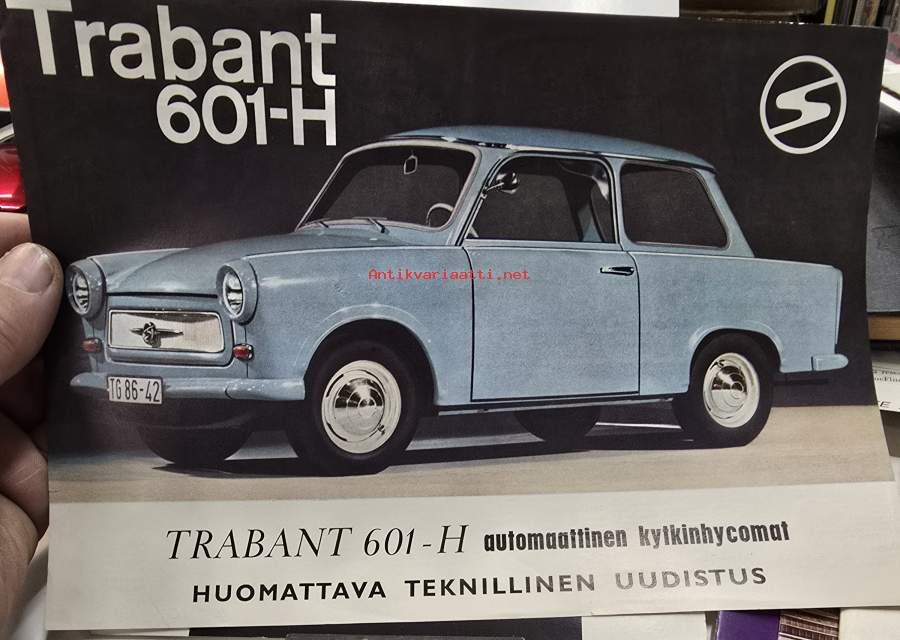 Trabant
601-H
Antikvariaatti.net
TG 86-42
TRABANT 601-H automaattinen kytkinhycomat
HUOMATTAVA TEKNILLINEN UUDISTUS